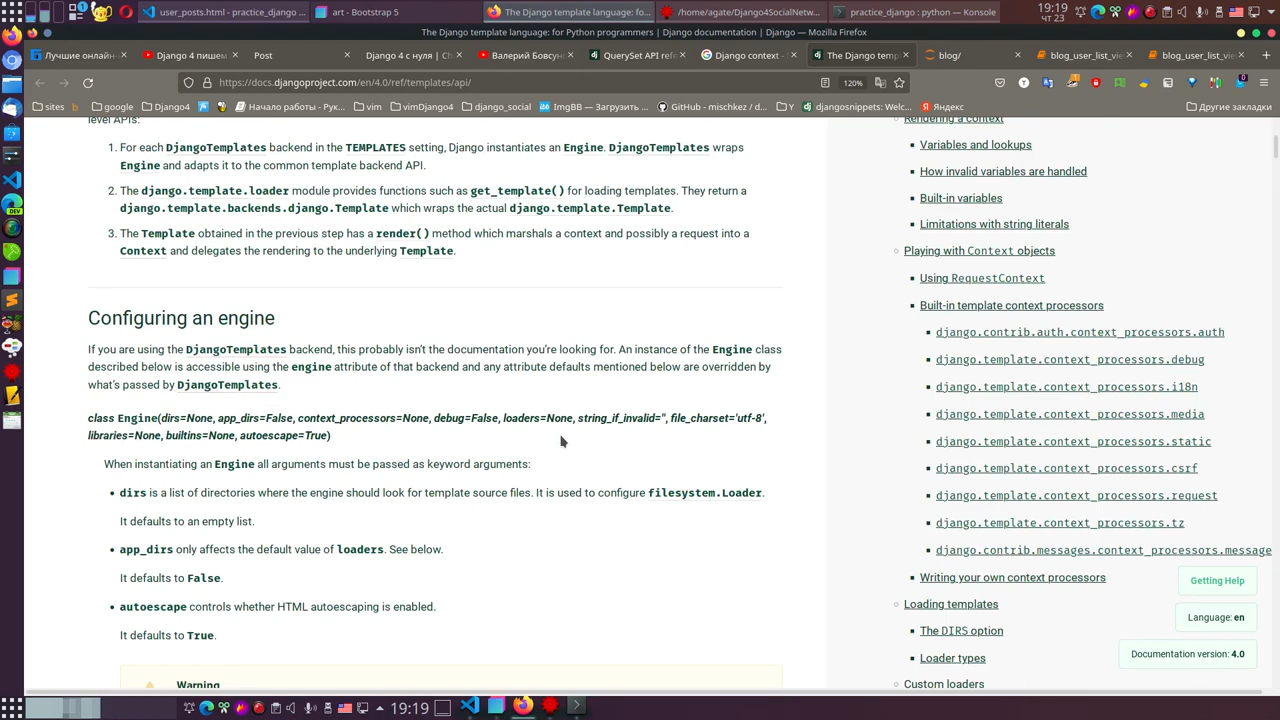 user_posts.html - practice_django ...
art - Bootstrap 5
The Django template language: fo...
/home/agate/Django4SocialNetw...
practice_django : python — Konsole
19:19
чт 23
The Django template language: for Python programmers | Django documentation | Django — Mozilla Firefox
Лучшие онлайн-
Django 4 пишем
Post
Django 4 с нуля |
Валерий Бовсун
QuerySet API refe
Django context -
The Django temp
blog/
blog_user_list_vie
blog_user_list_vie
https://docs.djangoproject.com/en/4.0/ref/templates/api/
120%
sites
b
google
Django4
Начало работы - Рук...
vim
vimDjango4
django_social
ImgBB — Загрузить ...
GitHub - mischkez / d...
Y
djangosnippets: Welc...
Яндекс
Другие закладки
level APIs:
1. For each DjangoTemplates backend in the TEMPLATES setting, Django instantiates an Engine. DjangoTemplates wraps
Engine and adapts it to the common template backend API.
2. The django.template.loader module provides functions such as get_template() for loading templates. They return a
django.template.backends.django.Template which wraps the actual django.template.Template.
3. The Template obtained in the previous step has a render() method which marshals a context and possibly a request into a
Context and delegates the rendering to the underlying Template.
Configuring an engine
If you are using the DjangoTemplates backend, this probably isn't the documentation you're looking for. An instance of the Engine class
described below is accessible using the engine attribute of that backend and any attribute defaults mentioned below are overridden by
what's passed by DjangoTemplates.
class Engine(dirs=None, app_dirs=False, context_processors=None, debug=False, loaders=None, string_if_invalid='', file_charset='utf-8',
libraries=None, builtins=None, autoescape=True)
When instantiating an Engine all arguments must be passed as keyword arguments:
• dirs is a list of directories where the engine should look for template source files. It is used to configure filesystem.Loader.
It defaults to an empty list.
• app_dirs only affects the default value of loaders. See below.
It defaults to False.
• autoescape controls whether HTML autoescaping is enabled.
It defaults to True.
Warning
Rendering a context
Variables and lookups
How invalid variables are handled
Built-in variables
Limitations with string literals
Playing with Context objects
Using RequestContext
Built-in template context processors
django.contrib.auth.context_processors.auth
django.template.context_processors.debug
django.template.context_processors.i18n
django.template.context_processors.media
django.template.context_processors.static
django.template.context_processors.csrf
django.template.context_processors.request
django.template.context_processors.tz
django.contrib.messages.context_processors.message
Writing your own context processors
Loading templates
The DIRS option
Loader types
Custom loaders
Getting Help
Language: en
Documentation version: 4.0
19:19